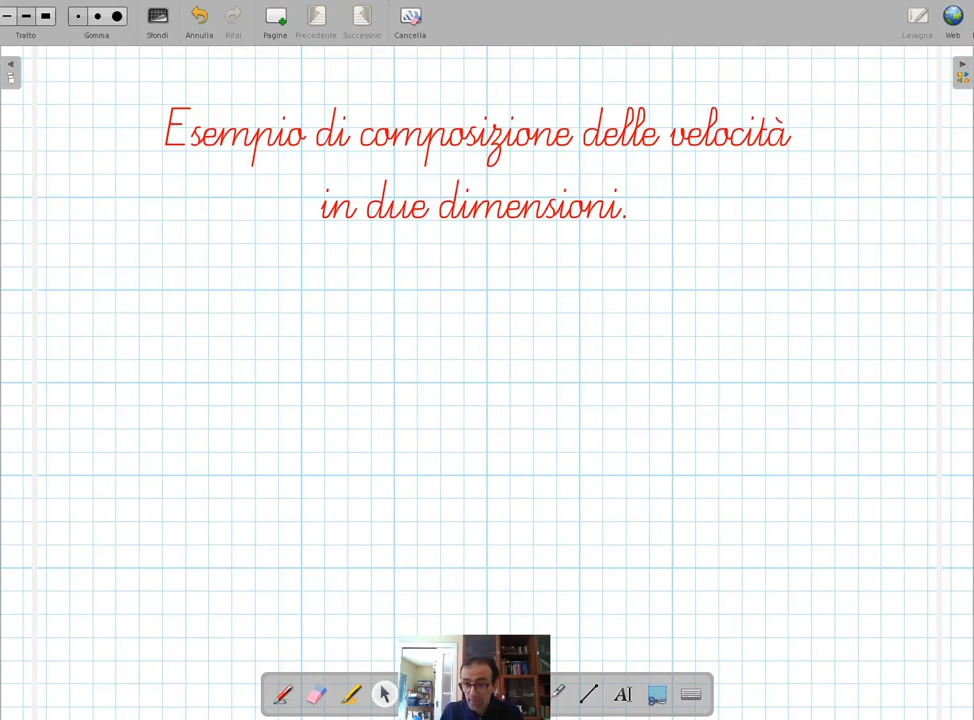 Tratto Gomma Sfondi Annulla Rifai Pagine Precedente Successivo Cancella Lavagna Web
Esempio di composizione delle velocità
in due dimensioni.
AI